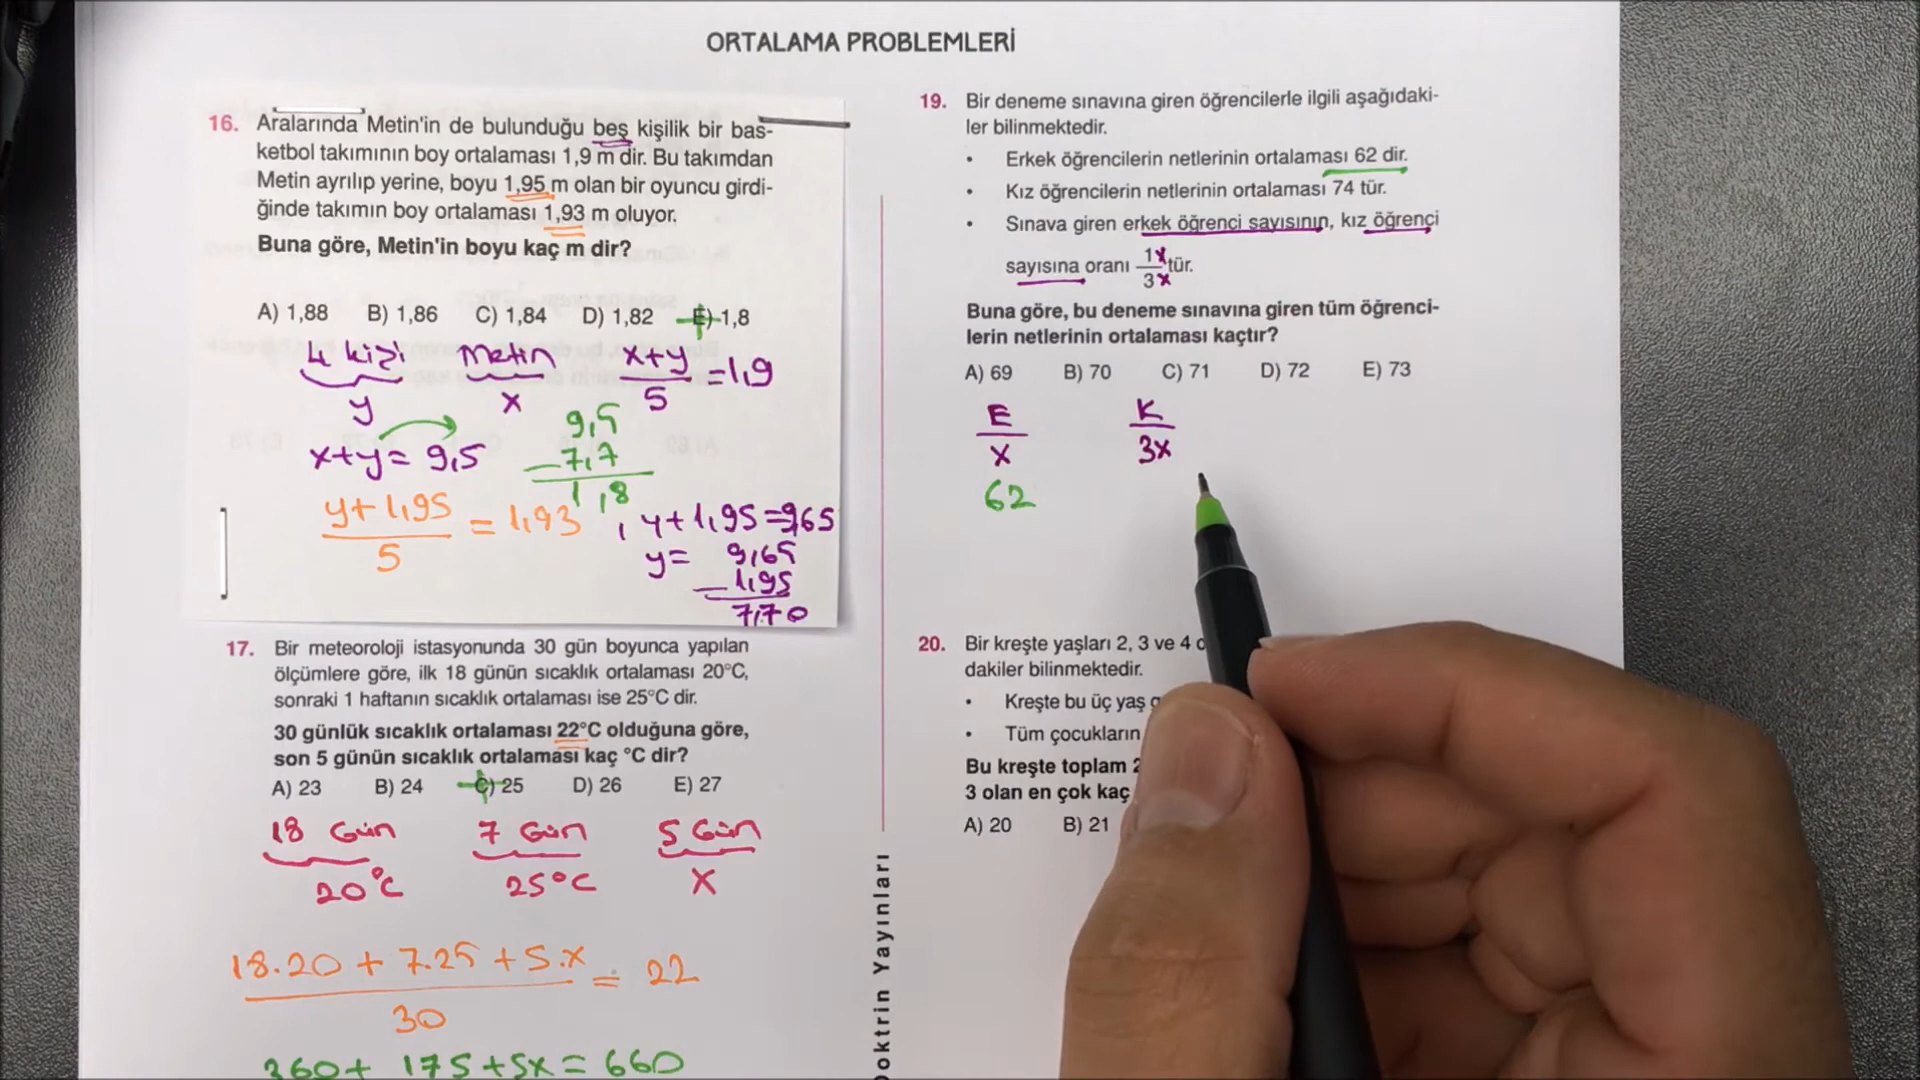 ORTALAMA PROBLEMLERİ
16. Aralarında Metin'in de bulunduğu beş kişilik bir bas-
ketbol takımının boy ortalaması 1,9 m dir. Bu takımdan
Metin ayrılıp yerine, boyu 1,95 m olan bir oyuncu girdi-
ğinde takımın boy ortalaması 1,93 m oluyor.
Buna göre, Metin'in boyu kaç m dir?
A) 1,88 B) 1,86 C) 1,84 D) 1,82 E) 1,8
4 kişi Metin x+y/5 =1,9
y x
x+y= 9,5
9,5
- 7,7
1,8
y+1,95/5 = 1,93
, y+1,95=9,65
y= 9,65
- 1,95
7,70
17. Bir meteoroloji istasyonunda 30 gün boyunca yapılan
ölçümlere göre, ilk 18 günün sıcaklık ortalaması 20°C,
sonraki 1 haftanın sıcaklık ortalaması ise 25°C dir.
30 günlük sıcaklık ortalaması 22°C olduğuna göre,
son 5 günün sıcaklık ortalaması kaç °C dir?
A) 23 B) 24 C) 25 D) 26 E) 27
18 Gün 7 Gün 5 Gün
20°C 25°C X
18.20 + 7.25 + 5.x
30
= 22
360+ 175+5x = 660
Doktrin Yayınları
19. Bir deneme sınavına giren öğrencilerle ilgili aşağıdaki-
ler bilinmektedir.
• Erkek öğrencilerin netlerinin ortalaması 62 dir.
• Kız öğrencilerin netlerinin ortalaması 74 tür.
• Sınava giren erkek öğrenci sayısının, kız öğrenci
sayısına oranı 1x/3x tür.
Buna göre, bu deneme sınavına giren tüm öğrenci-
lerin netlerinin ortalaması kaçtır?
A) 69 B) 70 C) 71 D) 72 E) 73
E K
x 3x
62
20. Bir kreşte yaşları 2, 3 ve 4
dakiler bilinmektedir.
• Kreşte bu üç yaş
• Tüm çocukların
Bu kreşte toplam 2
3 olan en çok kaç
A) 20 B) 21